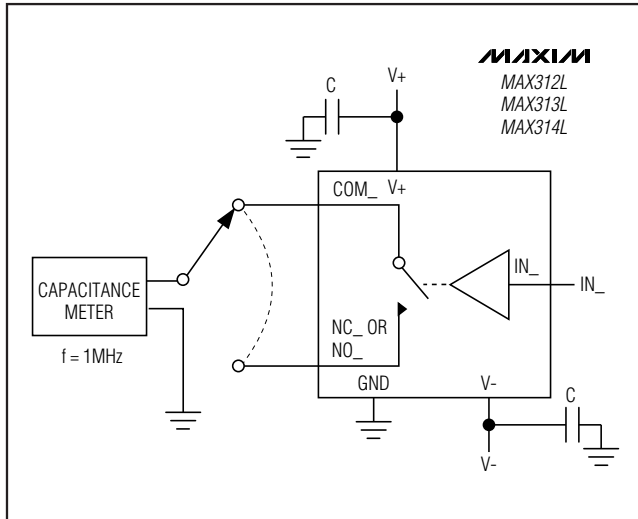 MAXIM
MAX312L
MAX313L
MAX314L
V+
C
COM_
V+
CAPACITANCE
METER
f = 1MHz
IN_
IN_
NC_ OR
NO_
GND
V-
C
V-